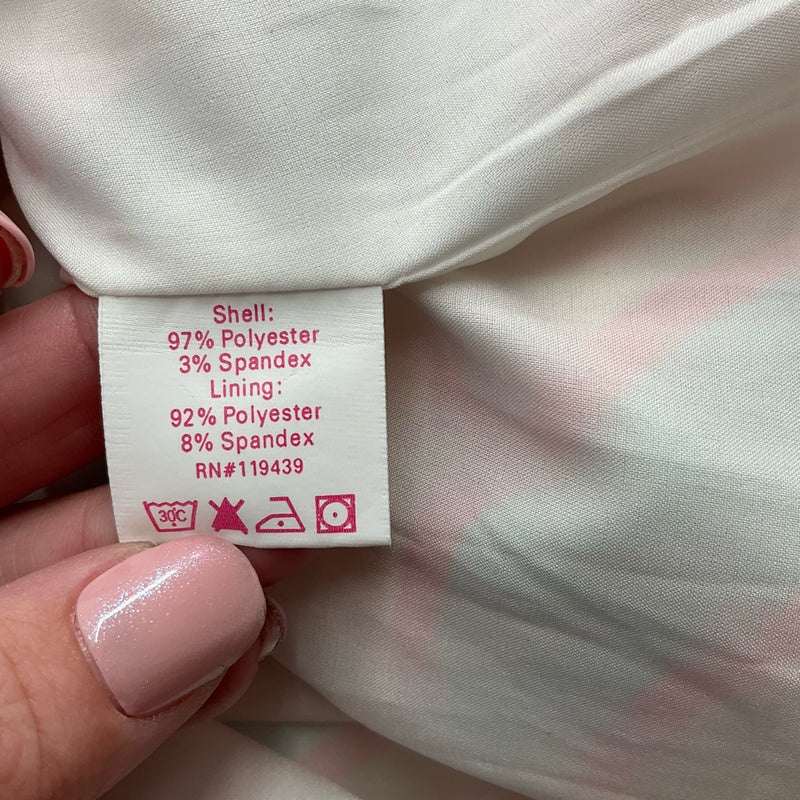 Shell:
97% Polyester
3% Spandex
Lining:
92% Polyester
8% Spandex
RN#119439
30C